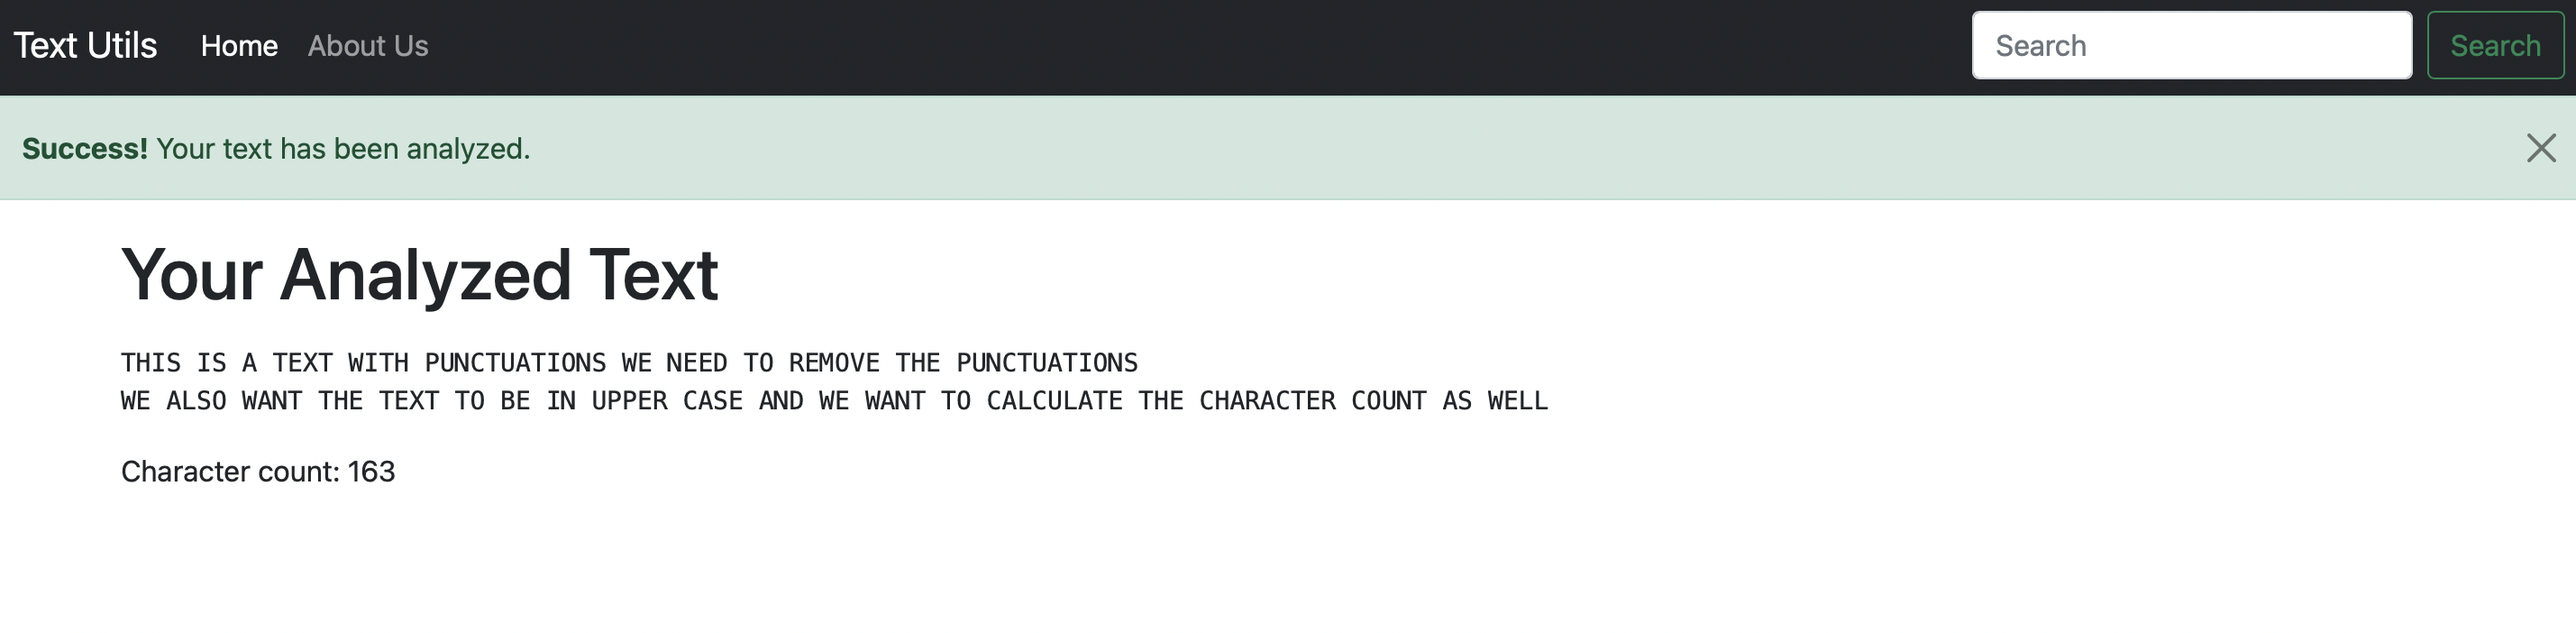 Text Utils Home About Us Search Search
Success! Your text has been analyzed.
Your Analyzed Text
THIS IS A TEXT WITH PUNCTUATIONS WE NEED TO REMOVE THE PUNCTUATIONS
WE ALSO WANT THE TEXT TO BE IN UPPER CASE AND WE WANT TO CALCULATE THE CHARACTER COUNT AS WELL
Character count: 163